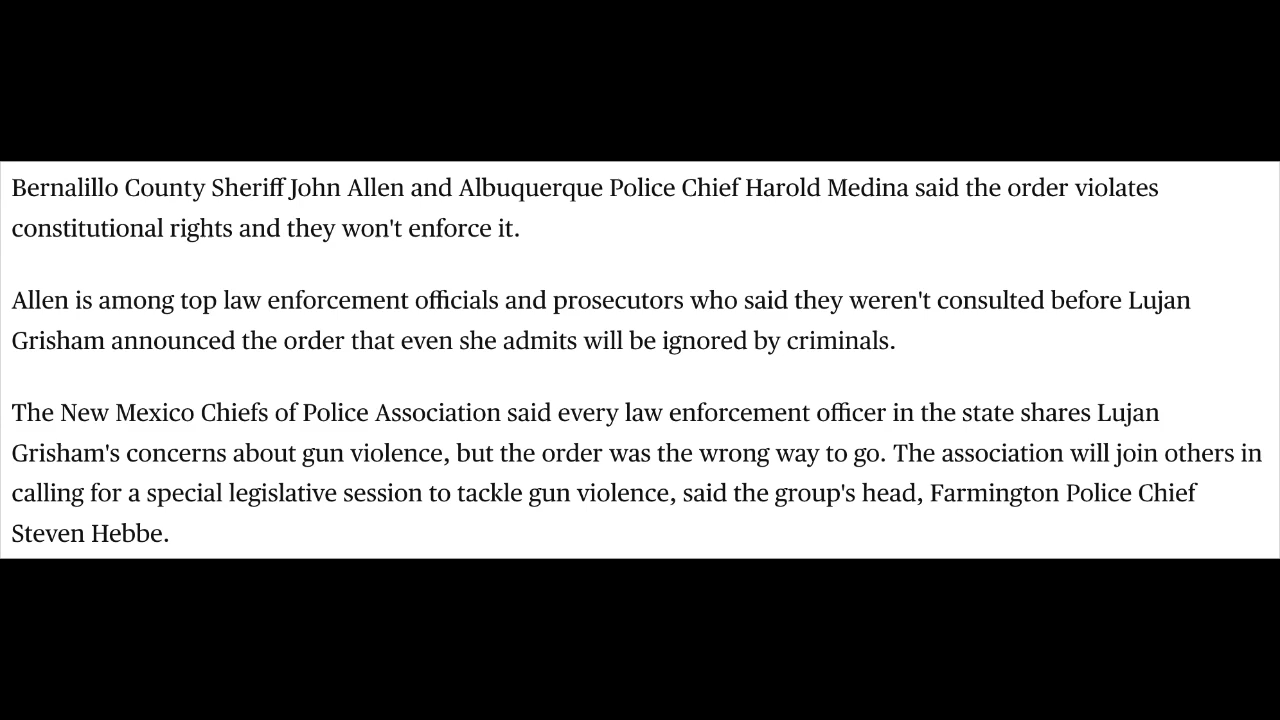 Bernalillo County Sheriff John Allen and Albuquerque Police Chief Harold Medina said the order violates
constitutional rights and they won't enforce it.
Allen is among top law enforcement officials and prosecutors who said they weren't consulted before Lujan
Grisham announced the order that even she admits will be ignored by criminals.
The New Mexico Chiefs of Police Association said every law enforcement officer in the state shares Lujan
Grisham's concerns about gun violence, but the order was the wrong way to go. The association will join others in
calling for a special legislative session to tackle gun violence, said the group's head, Farmington Police Chief
Steven Hebbe.